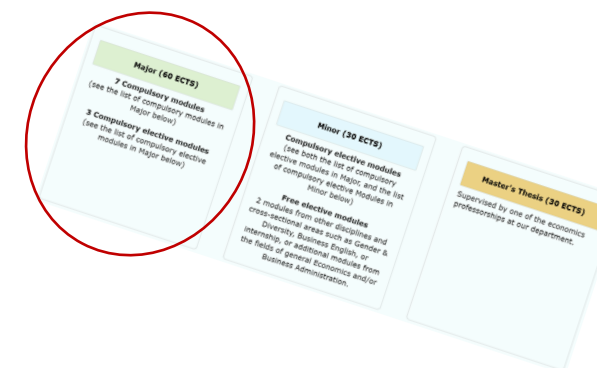 Major (60 ECTS)
7 Compulsory modules
(see the list of compulsory modules in
Major below)
3 Compulsory elective modules
(see the list of compulsory elective
modules in Major below)
Minor (30 ECTS)
Compulsory elective modules
(see both the list of compulsory
elective modules in Major, and the list
of compulsory elective Modules in
Minor below)
Free elective modules
2 modules from other disciplines and
cross-sectional areas such as Gender &
Diversity, Business English, or
internship, or additional modules from
the fields of general Economics and/or
Business Administration.
Master's Thesis (30 ECTS)
Supervised by one of the economics
professorships at our department.